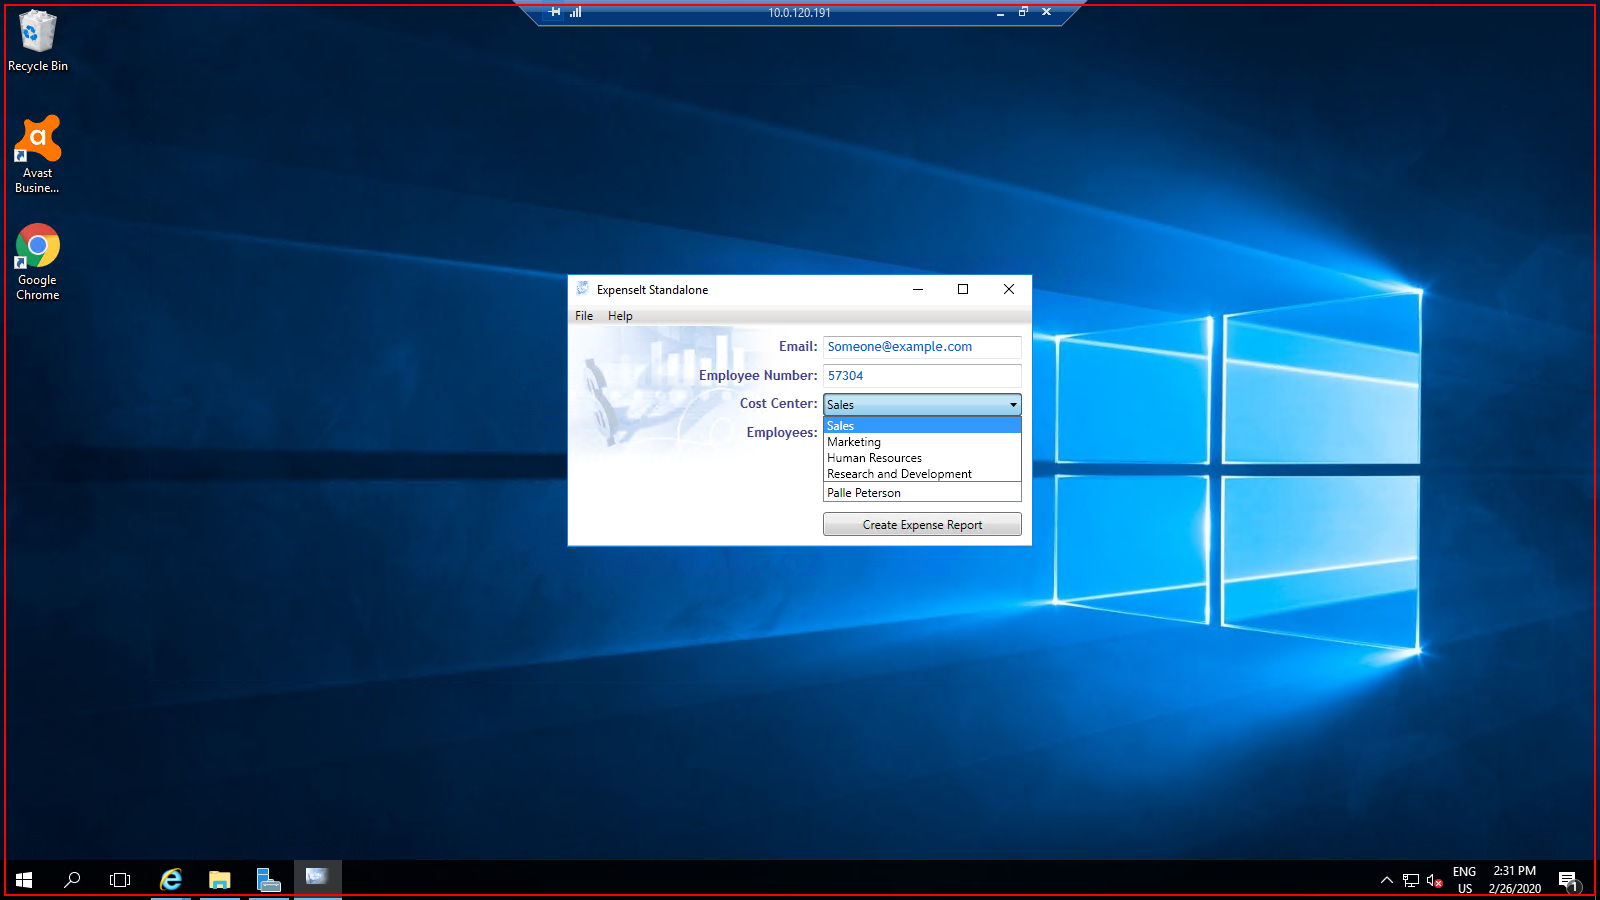 10.0.120.191
Recycle Bin
Avast
Busine...
Google
Chrome
ExpenseIt Standalone
File Help
Email: Someone@example.com
Employee Number: 57304
Cost Center: Sales
Employees:
Sales
Marketing
Human Resources
Research and Development
Palle Peterson
Create Expense Report
ENG
US
2:31 PM
2/26/2020
1